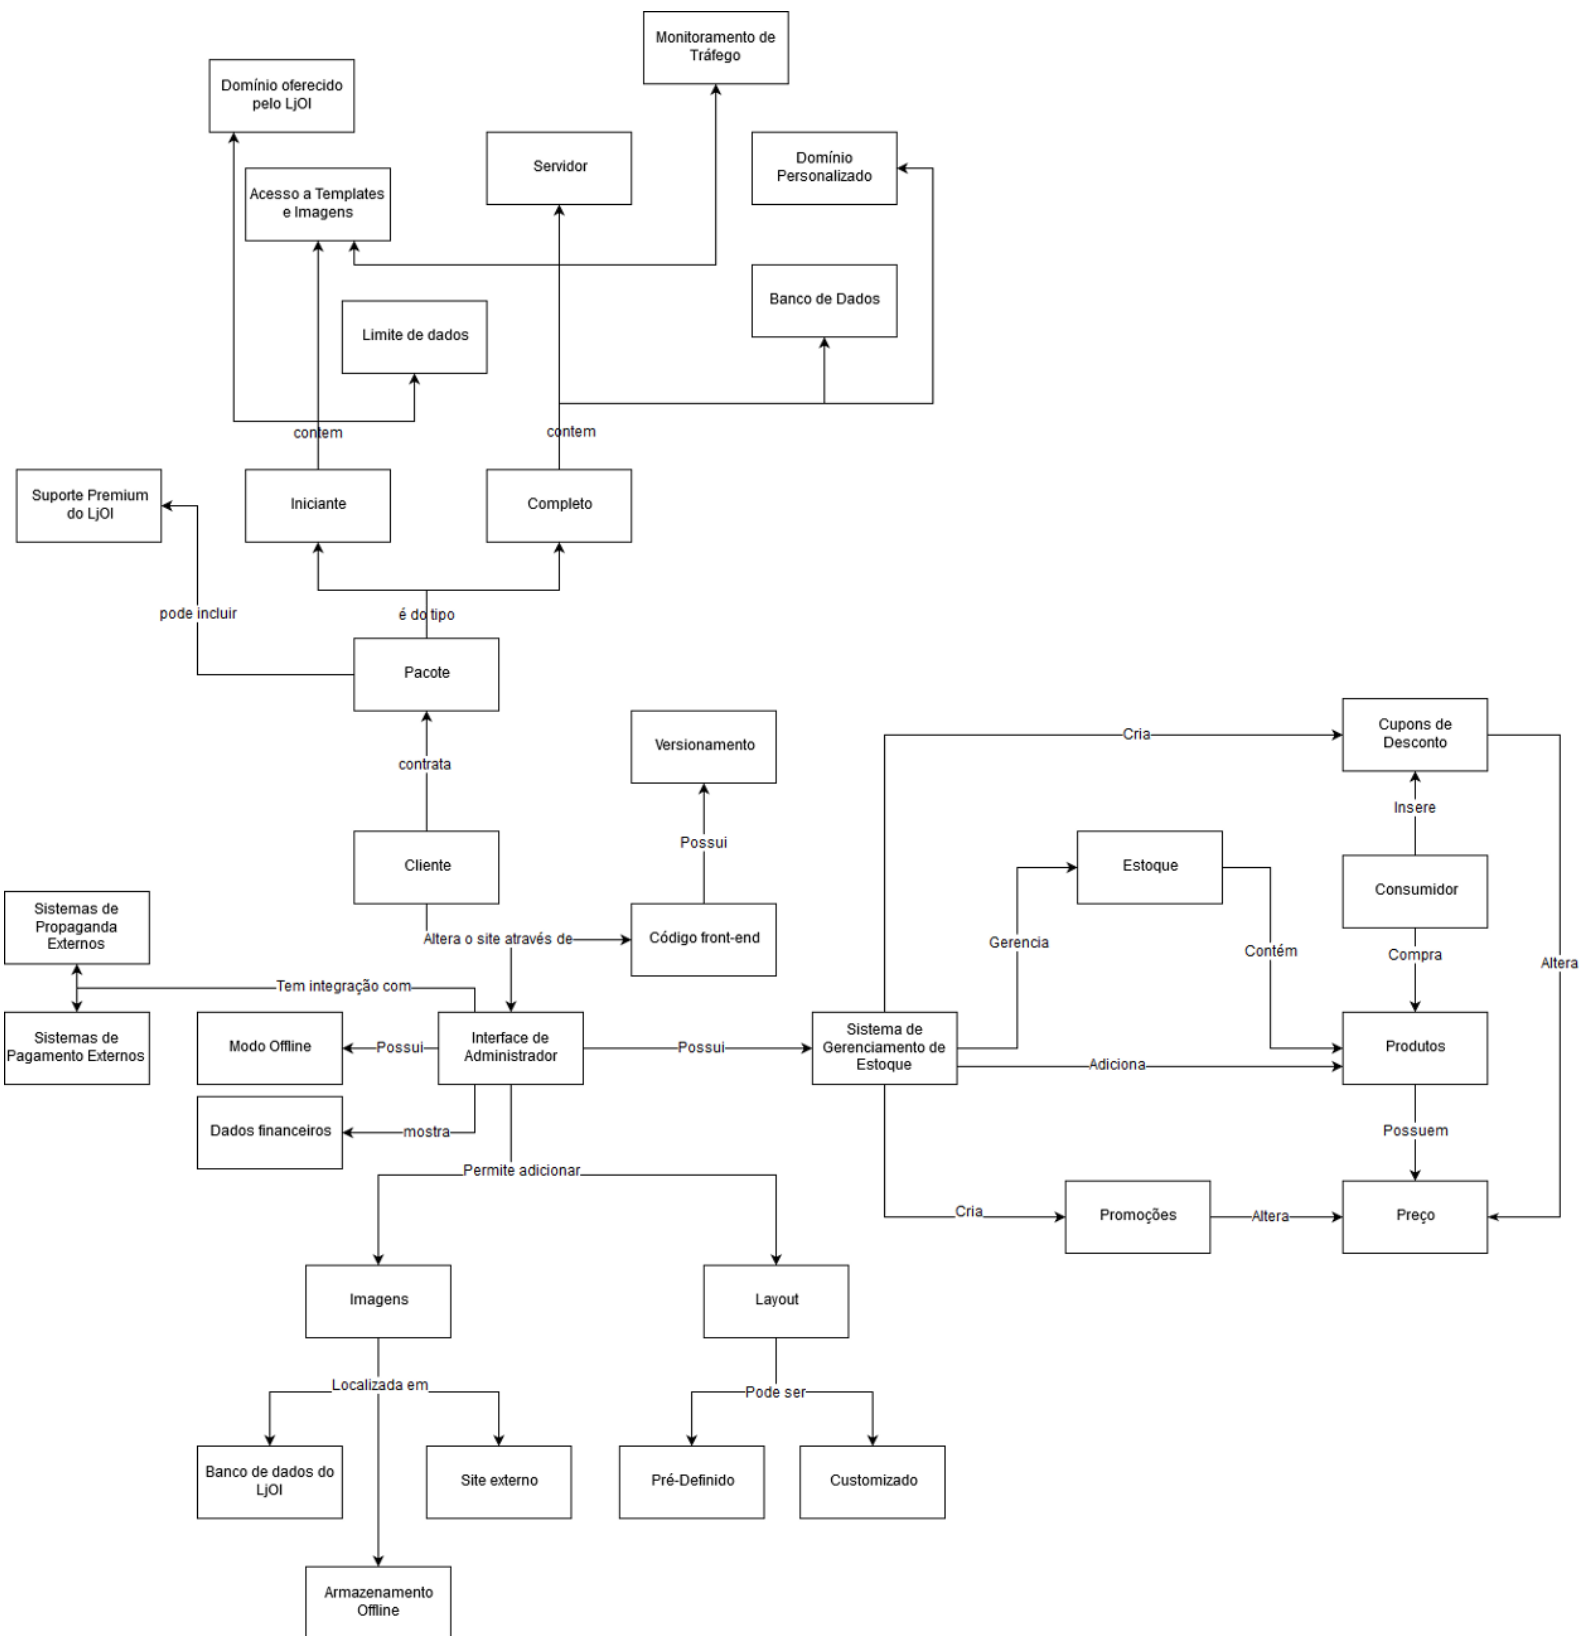 Monitoramento de
Tráfego
Domínio oferecido
pelo LjOI
Servidor
Domínio
Personalizado
Acesso a Templates
e Imagens
Banco de Dados
Limite de dados
contem
contem
Suporte Premium
do LjOI
Iniciante
Completo
pode incluir
é do tipo
Pacote
Versionamento
Cupons de
Desconto
Cria
contrata
Insere
Possui
Cliente
Estoque
Consumidor
Sistemas de
Propaganda
Externos
Altera o site através de
Código front-end
Gerencia
Contém
Compra
Altera
Tem integração com
Sistemas de
Pagamento Externos
Modo Offline
Possui
Interface de
Administrador
Possui
Sistema de
Gerenciamento de
Estoque
Produtos
Adiciona
Dados financeiros
mostra
Possuem
Permite adicionar
Cria
Promoções
Altera
Preço
Imagens
Layout
Localizada em
Pode ser
Banco de dados do
LjOI
Site externo
Pré-Definido
Customizado
Armazenamento
Offline